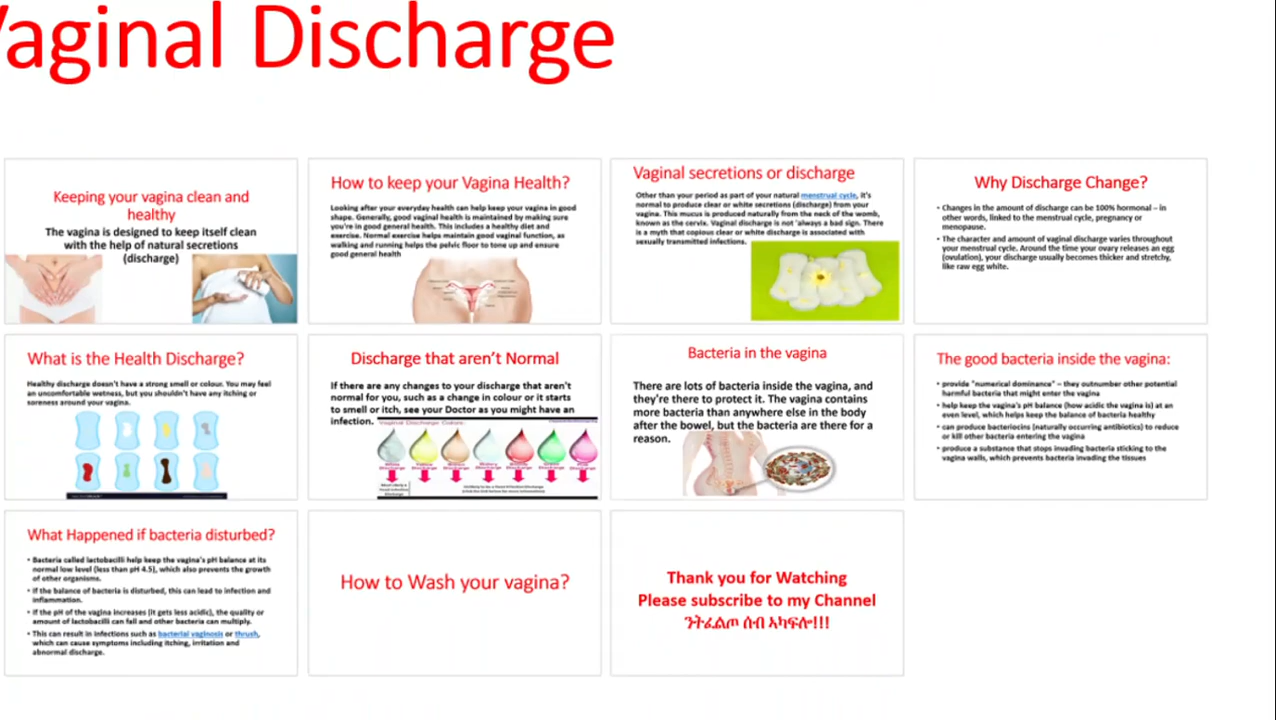 Vaginal Discharge
Keeping your vagina clean and
healthy
The vagina is designed to keep itself clean
with the help of natural secretions
(discharge)
How to keep your Vagina Health?
Looking after your everyday health can help keep your vagina in good
shape. Generally, good vaginal health is maintained by making sure
you're in good general health. This includes a healthy diet and
exercise. Normal exercise helps maintain good vaginal function, as
walking and running helps the pelvic floor to tone up and ensure
good general health
Vaginal secretions or discharge
Other than your period as part of your natural menstrual cycle, it's
normal to produce clear or white secretions (discharge) from your
vagina. This mucus is produced naturally from the neck of the womb,
known as the cervix. Vaginal discharge is not 'always a bad sign. There
is a myth that copious clear or white discharge is associated with
sexually transmitted infections.
Why Discharge Change?
• Changes in the amount of discharge can be 100% hormonal – in
other words, linked to the menstrual cycle, pregnancy or
menopause.
• The character and amount of vaginal discharge varies throughout
your menstrual cycle. Around the time your ovary releases an egg
(ovulation), your discharge usually becomes thicker and stretchy,
like raw egg white.
What is the Health Discharge?
Healthy discharge doesn't have a strong smell or colour. You may feel
an uncomfortable wetness, but you shouldn't have any itching or
soreness around your vagina.
Discharge that aren't Normal
If there are any changes to your discharge that aren't
normal for you, such as a change in colour or it starts
to smell or itch, see your Doctor as you might have an
infection.
Vaginal Discharge Color:
Bacteria in the vagina
There are lots of bacteria inside the vagina, and
they're there to protect it. The vagina contains
more bacteria than anywhere else in the body
after the bowel, but the bacteria are there for a
reason.
The good bacteria inside the vagina:
• provide "numerical dominance" – they outnumber other potential
harmful bacteria that might enter the vagina
• help keep the vagina's pH balance (how acidic the vagina is) at an
even level, which helps keep the balance of bacteria healthy
• can produce bacteriocins (naturally occurring antibiotics) to reduce
or kill other bacteria entering the vagina
• produce a substance that stops invading bacteria sticking to the
vagina walls, which prevents bacteria invading the tissues
What Happened if bacteria disturbed?
• Bacteria called lactobacilli help keep the vagina's pH balance at its
normal low level (less than pH 4.5), which also prevents the growth
of other organisms.
• If the balance of bacteria is disturbed, this can lead to infection and
inflammation.
• If the pH of the vagina increases (it gets less acidic), the quality or
amount of lactobacilli can fall and other bacteria can multiply.
• This can result in infections such as bacterial vaginosis or thrush,
which can cause symptoms including itching, irritation and
abnormal discharge.
How to Wash your vagina?
Thank you for Watching
Please subscribe to my Channel
ንትፈልጦ ሰብ ኣካፍሎ!!!